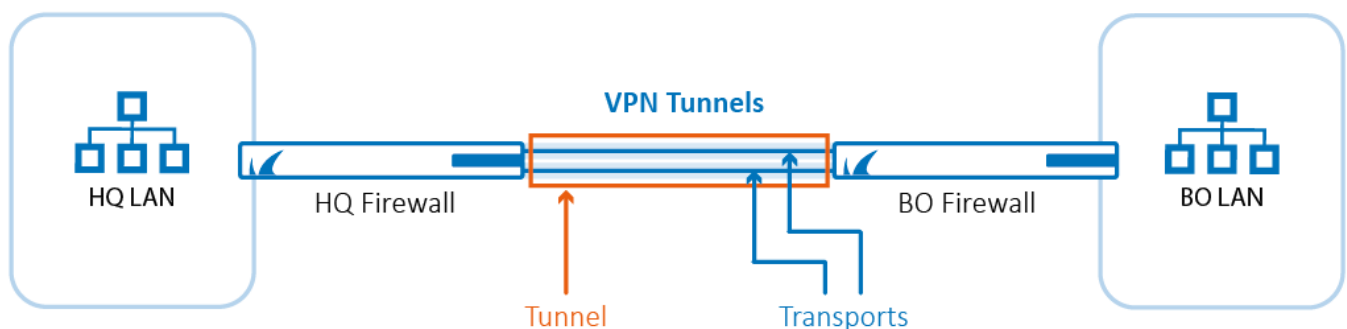 VPN Tunnels
HQ LAN
HQ Firewall
BO Firewall
BO LAN
Tunnel
Transports